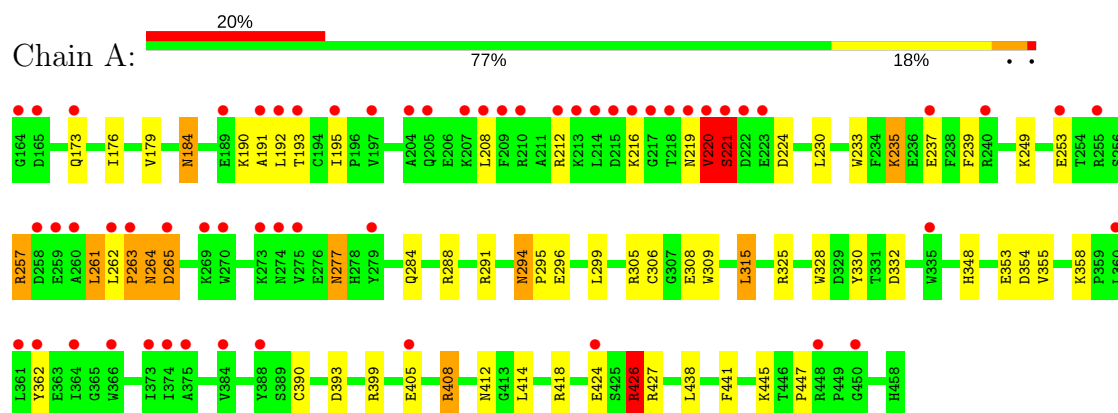 20%
Chain A:
77% 18% • •
G164 D165 Q173 I176 V179 N184 E189 K190 A191 L192 T193 C194 I195 P196 V197 A204 Q205 E206 K207 L208 F209 R210 A211 R212 K213 L214 D215 K216 G217 T218 N219 V220 S221 D222 E223 D224 L230 W233 F234 K235 E236 E237 F238 F239 R240 K249 E253 T254 R255
R257 D258 E259 A260 L261 L262 P263 N264 D265 K269 W270 K273 N274 V275 E276 N277 H278 Y279 Q284 R288 R291 N294 P295 E296 L299 R305 C306 G307 E308 W309 L315 R325 W328 D329 Y330 T331 D332 W335 H348 E353 D354 V355 K358 P359
L361 Y362 E363 I364 G365 W366 I373 I374 A375 V384 Y388 S389 C390 D393 R399 E405 R408 N412 G413 L414 R418 E424 S425 R426 R427 L438 F441 K445 T446 P447 R448 P449 G450 H458